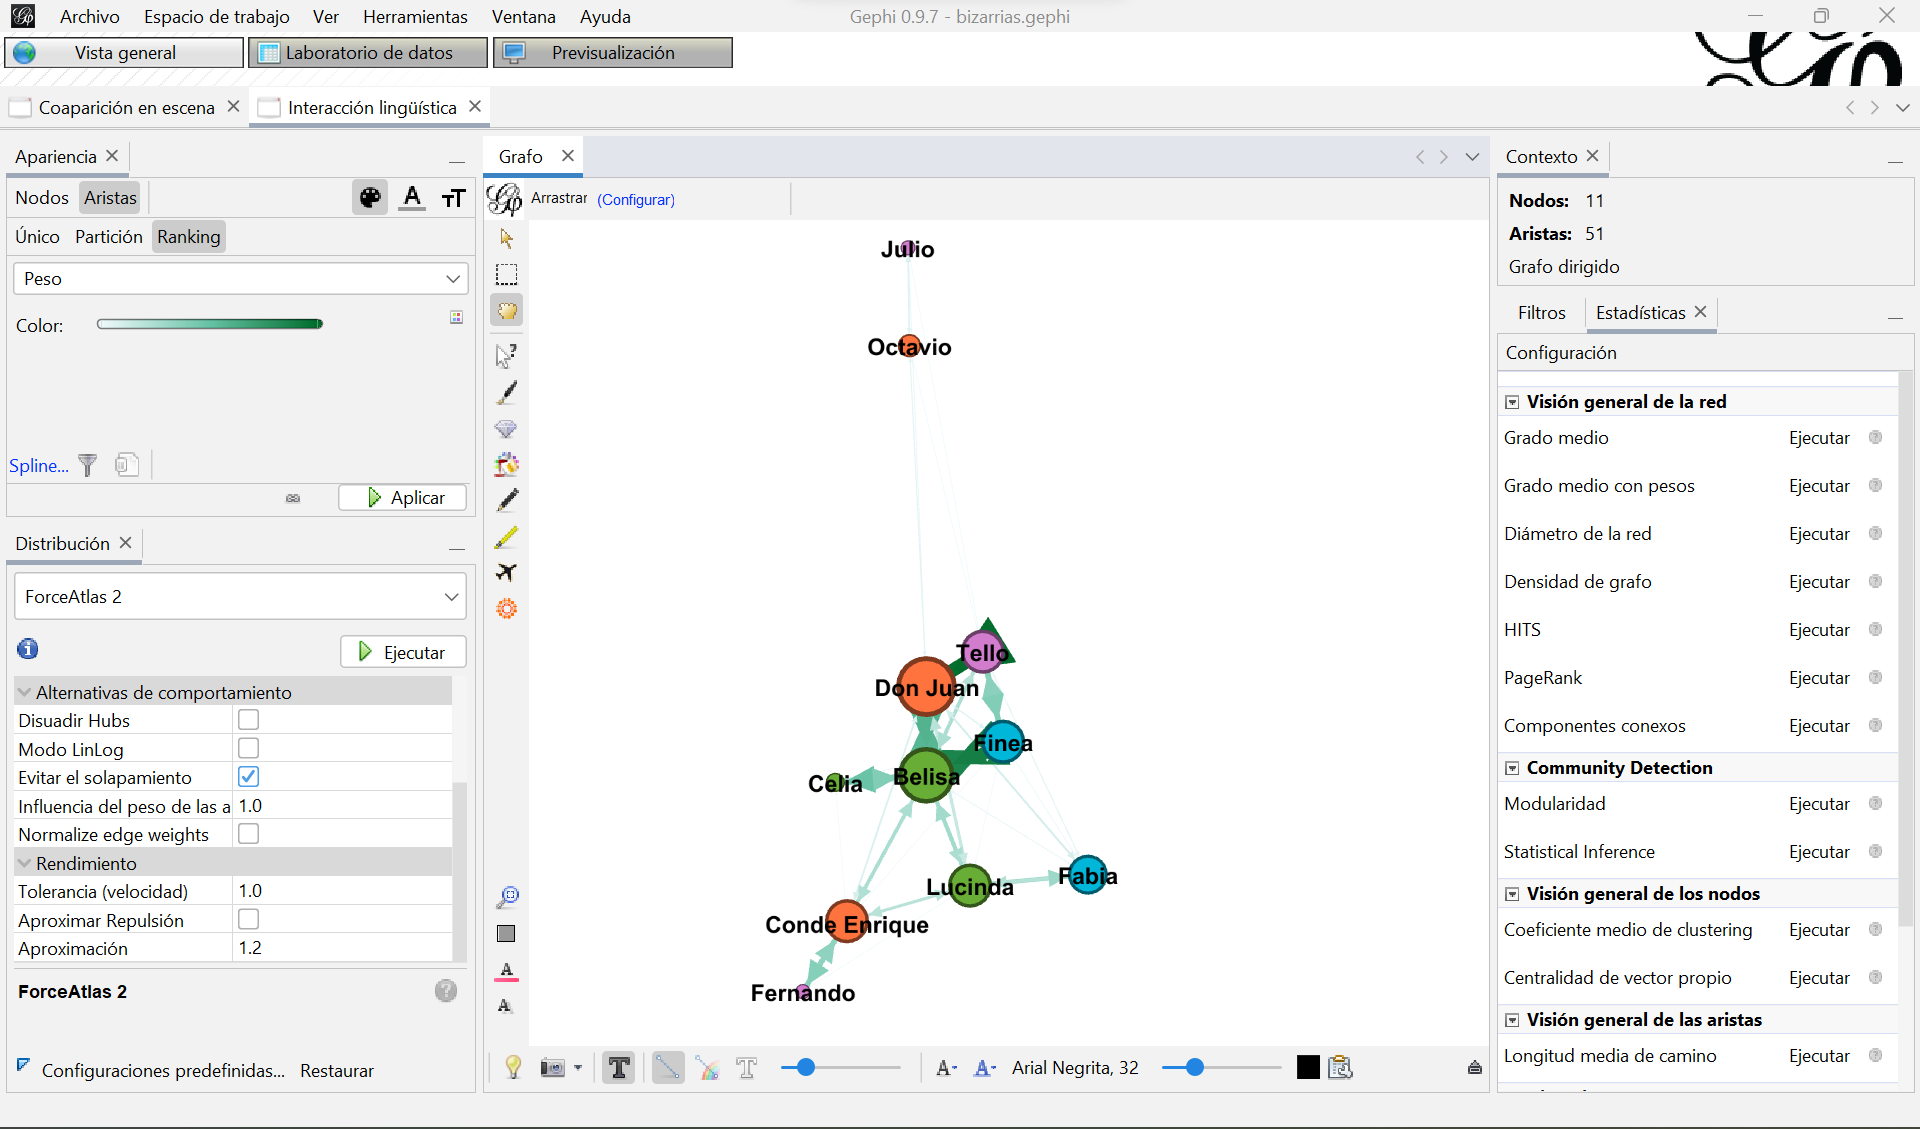 Archivo Espacio de trabajo Ver Herramientas Ventana Ayuda Gephi 0.9.7 - bizarrias.gephi
Vista general Laboratorio de datos Previsualización
Coaparición en escena Interacción lingüística
Apariencia
Nodos Aristas
Único Partición Ranking
Peso
Color:
Spline...
Aplicar
Distribución
ForceAtlas 2
Ejecutar
Alternativas de comportamiento
Disuadir Hubs
Modo LinLog
Evitar el solapamiento
Influencia del peso de las a 1.0
Normalize edge weights
Rendimiento
Tolerancia (velocidad) 1.0
Aproximar Repulsión
Aproximación 1.2
ForceAtlas 2
Configuraciones predefinidas... Restaurar
Grafo
Arrastrar (Configurar)
Julio
Octavio
Tello
Don Juan
Finea
Belisa
Celia
Fabia
Lucinda
Conde Enrique
Fernando
Arial Negrita, 32
Contexto
Nodos: 11
Aristas: 51
Grafo dirigido
Filtros Estadísticas
Configuración
Visión general de la red
Grado medio Ejecutar
Grado medio con pesos Ejecutar
Diámetro de la red Ejecutar
Densidad de grafo Ejecutar
HITS Ejecutar
PageRank Ejecutar
Componentes conexos Ejecutar
Community Detection
Modularidad Ejecutar
Statistical Inference Ejecutar
Visión general de los nodos
Coeficiente medio de clustering Ejecutar
Centralidad de vector propio Ejecutar
Visión general de las aristas
Longitud media de camino Ejecutar